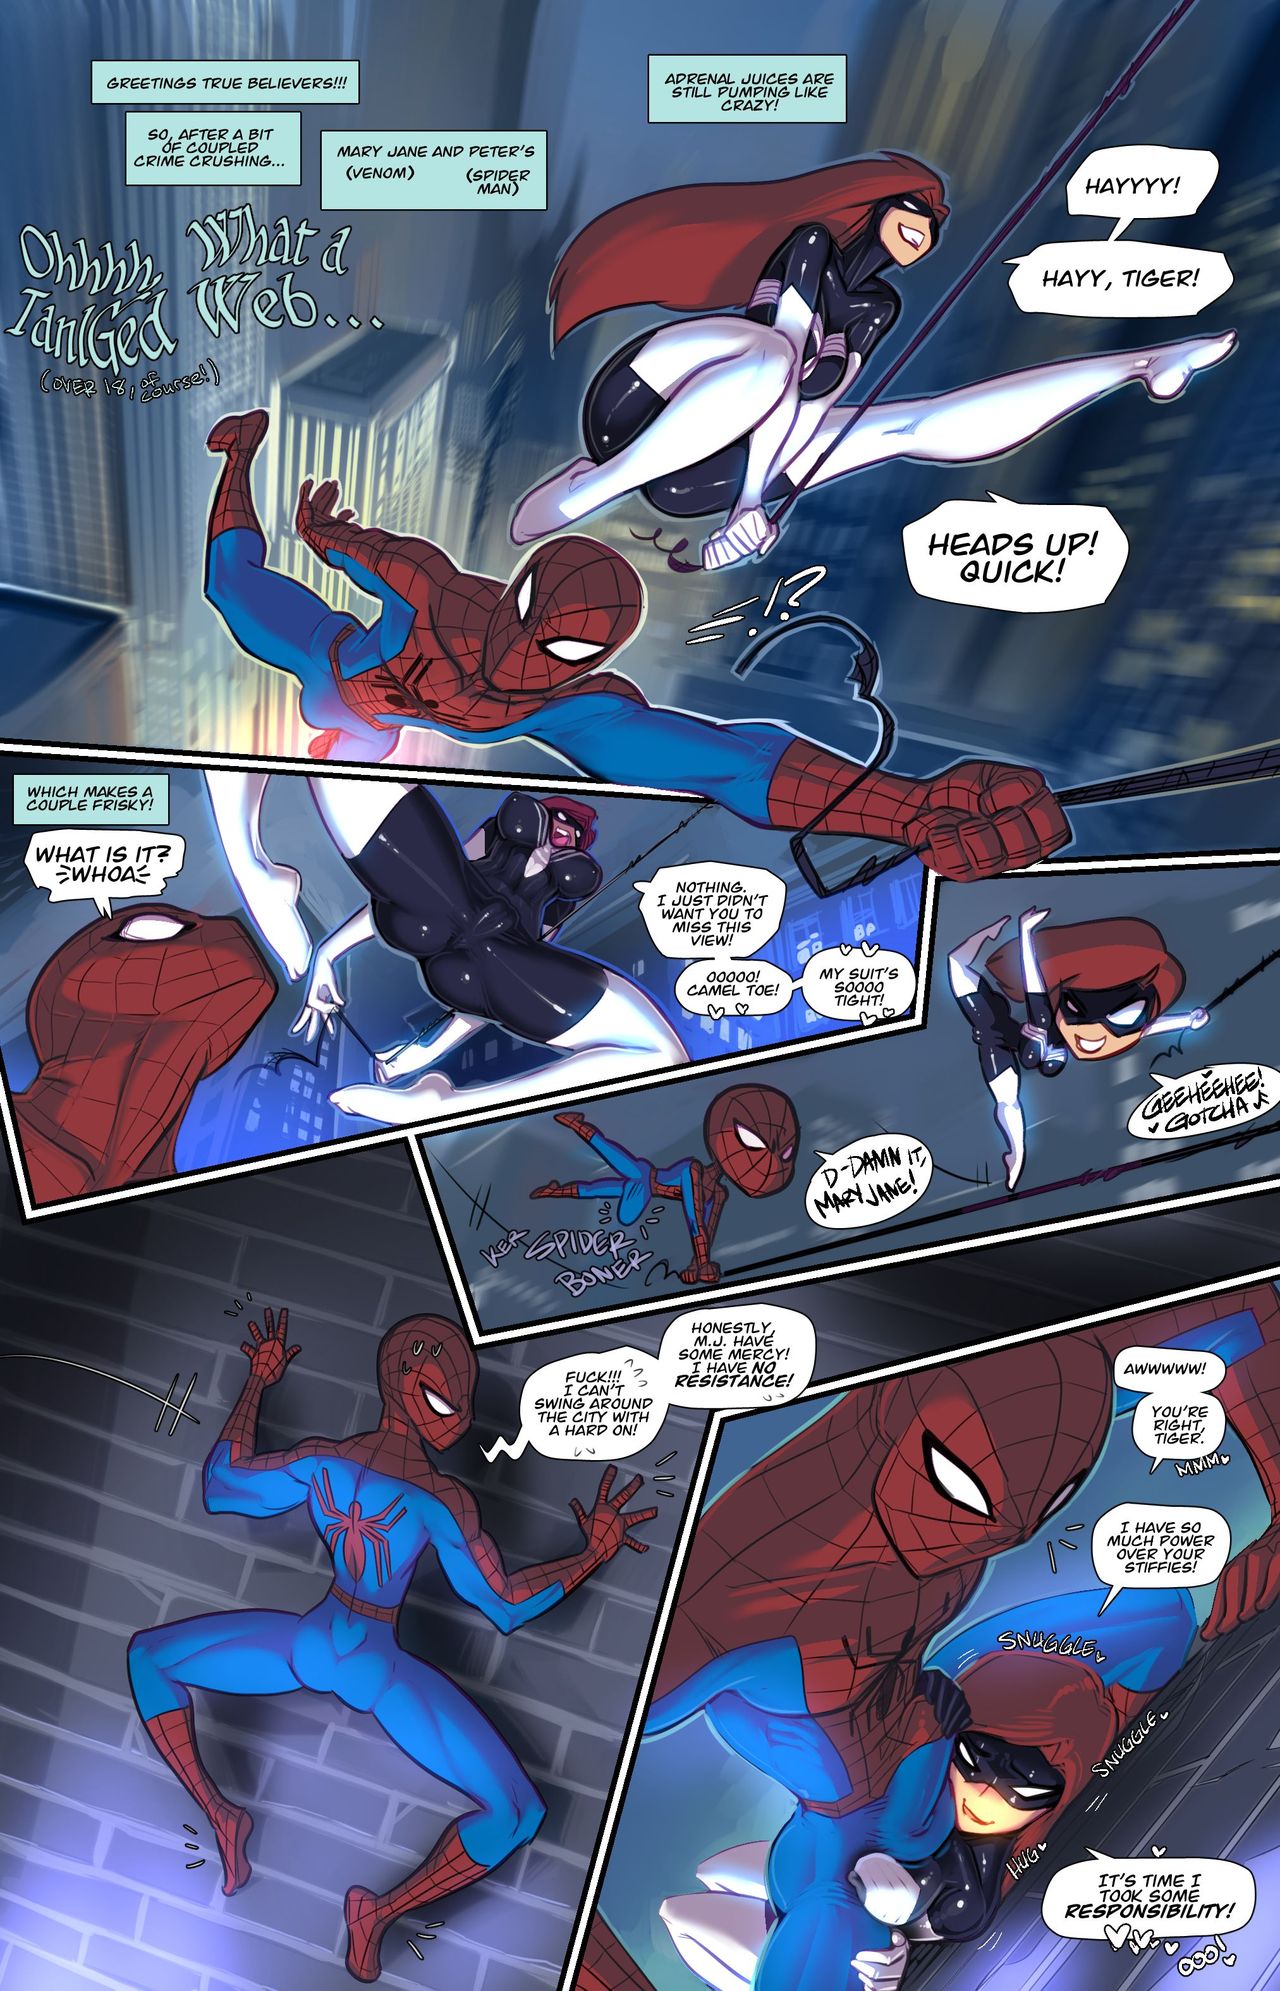 GREETINGS TRUE BELIEVERS!!!
SO, AFTER A BIT
OF COUPLED
CRIME CRUSHING...
MARY JANE AND PETER'S
(VENOM) (SPIDER
MAN)
Ohhhh, What a
TanlGed Web...
(OVER 18, of
course!)
ADRENAL JUICES ARE
STILL PUMPING LIKE
CRAZY!
HAYYYY!
HAYY, TIGER!
HEADS UP!
QUICK!
!?
WHICH MAKES A
COUPLE FRISKY!
WHAT IS IT?
WHOA
NOTHING.
I JUST DIDN'T
WANT YOU TO
MISS THIS
VIEW!
OOOOO!
CAMEL TOE!
MY SUIT'S
SOOOO
TIGHT!
GEEHEEHEE!
GOTCHA
D-DAMN IT,
MARY JANE!
KER
SPIDER
BONER
FUCK!!!
I CAN'T
SWING AROUND
THE CITY WITH
A HARD ON!
HONESTLY,
M.J. HAVE
SOME MERCY!
I HAVE NO
RESISTANCE!
AWWWWW!
YOU'RE
RIGHT,
TIGER.
MMM
I HAVE SO
MUCH POWER
OVER YOUR
STIFFIES!
SNUGGLE
SNUGGLE
HUG
IT'S TIME I
TOOK SOME
RESPONSIBILITY!
OOO!